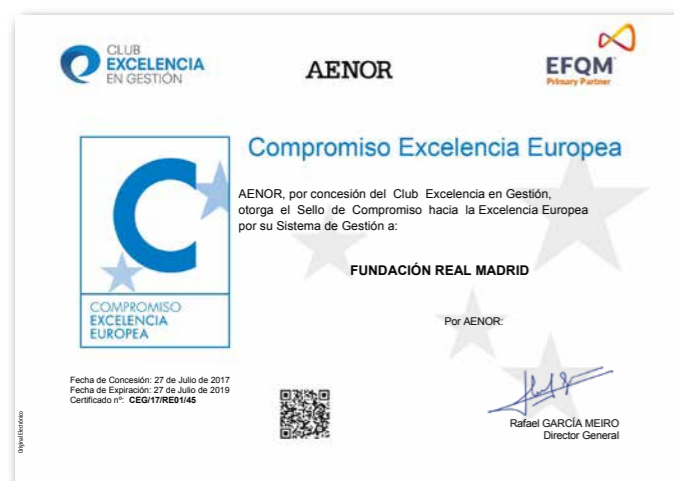 CLUB
EXCELENCIA
EN GESTIÓN
AENOR
EFQM
Primary Partner
Compromiso Excelencia Europea
AENOR, por concesión del Club Excelencia en Gestión,
otorga el Sello de Compromiso hacia la Excelencia Europea
por su Sistema de Gestión a:
FUNDACIÓN REAL MADRID
C
COMPROMISO
EXCELENCIA
EUROPEA
Por AENOR:
Fecha de Concesión: 27 de Julio de 2017
Fecha de Expiración: 27 de Julio de 2019
Certificado nº: CEG/17/RE01/45
Rafael GARCÍA MEIRO
Director General
Original Electrónico